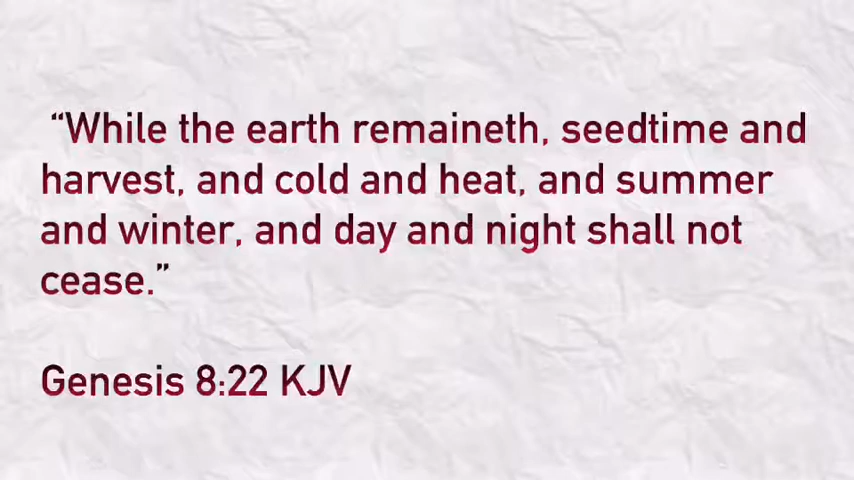 “While the earth remaineth, seedtime and
harvest, and cold and heat, and summer
and winter, and day and night shall not
cease.”
Genesis 8:22 KJV